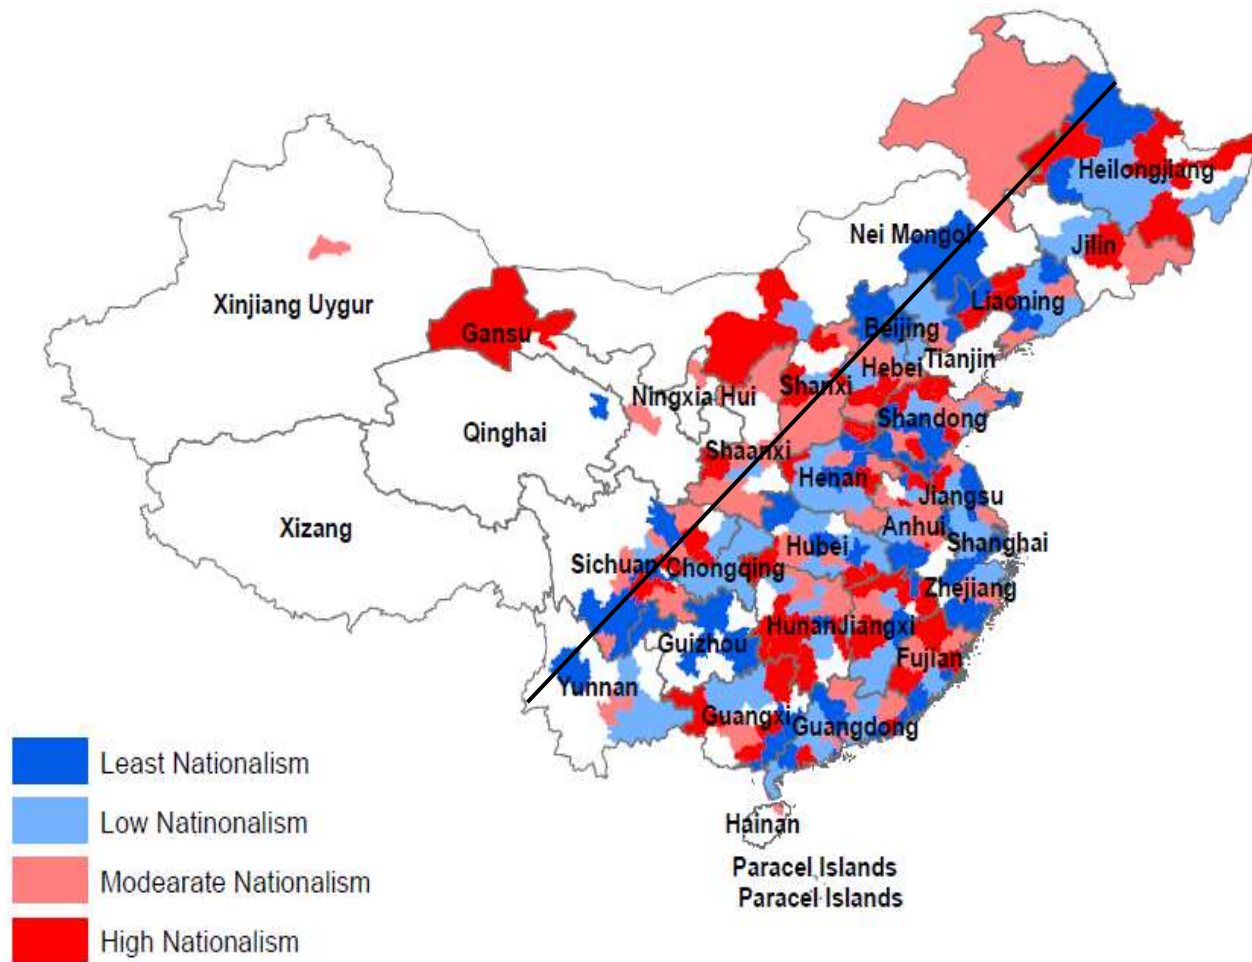 Heilongjiang
Nei Mongol
Jilin
Xinjiang Uygur
Liaoning
Gansu
Beijing
Tianjin
Hebei
Ningxia Hui
Shanxi
Shandong
Qinghai
Shaanxi
Henan
Jiangsu
Xizang
Anhui
Hubei
Shanghai
Sichuan
Chongqing
Zhejiang
Guizhou
Hunan
Jiangxi
Fujian
Yunnan
Guangxi
Guangdong
Hainan
Paracel Islands
Paracel Islands
Least Nationalism
Low Natinonalism
Modearate Nationalism
High Nationalism